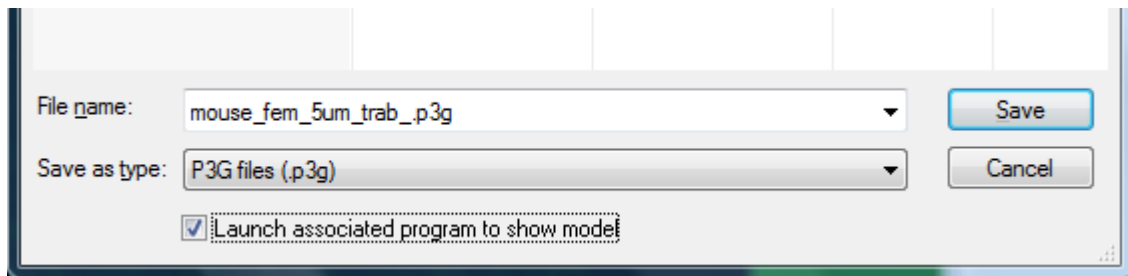 File name: mouse_fem_5um_trab_.p3g Save
Save as type: P3G files (.p3g) Cancel
Launch associated program to show model